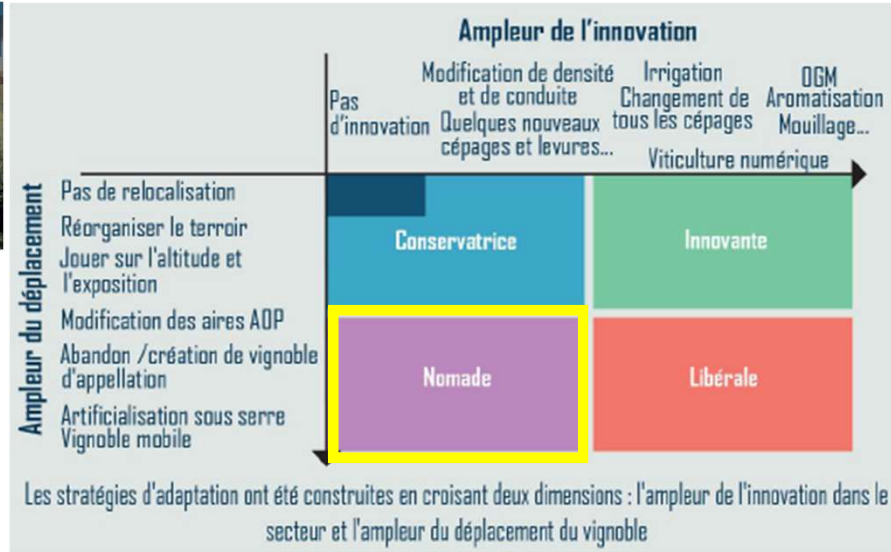 Ampleur de l'innovation
Pas
d'innovation
Modification de densité
et de conduite
Quelques nouveaux
cépages et levures...
Irrigation
Changement de
tous les cépages
OGM
Aromatisation
Mouillage...
Viticulture numérique
Ampleur du déplacement
Pas de relocalisation
Réorganiser le terroir
Jouer sur l'altitude et
l'exposition
Modification des aires AOP
Abandon /création de vignoble
d'appellation
Artificialisation sous serre
Vignoble mobile
Conservatrice
Innovante
Nomade
Libérale
Les stratégies d'adaptation ont été construites en croisant deux dimensions : l'ampleur de l'innovation dans le
secteur et l'ampleur du déplacement du vignoble